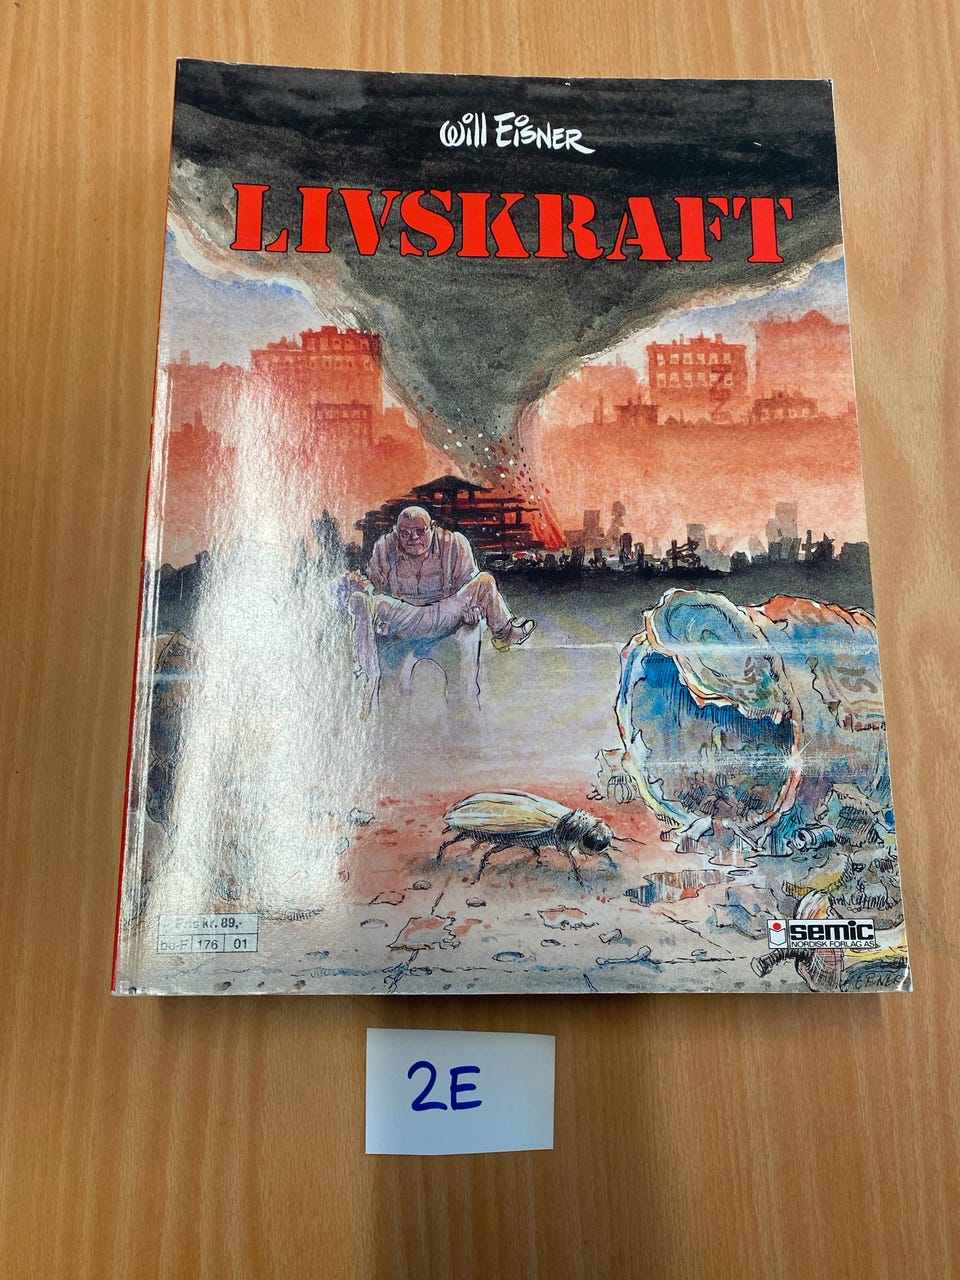 Will Eisner
LIVSKRAFT
Pris kr. 89,-
176 01
semic
NORDISK FORLAG AS
2E